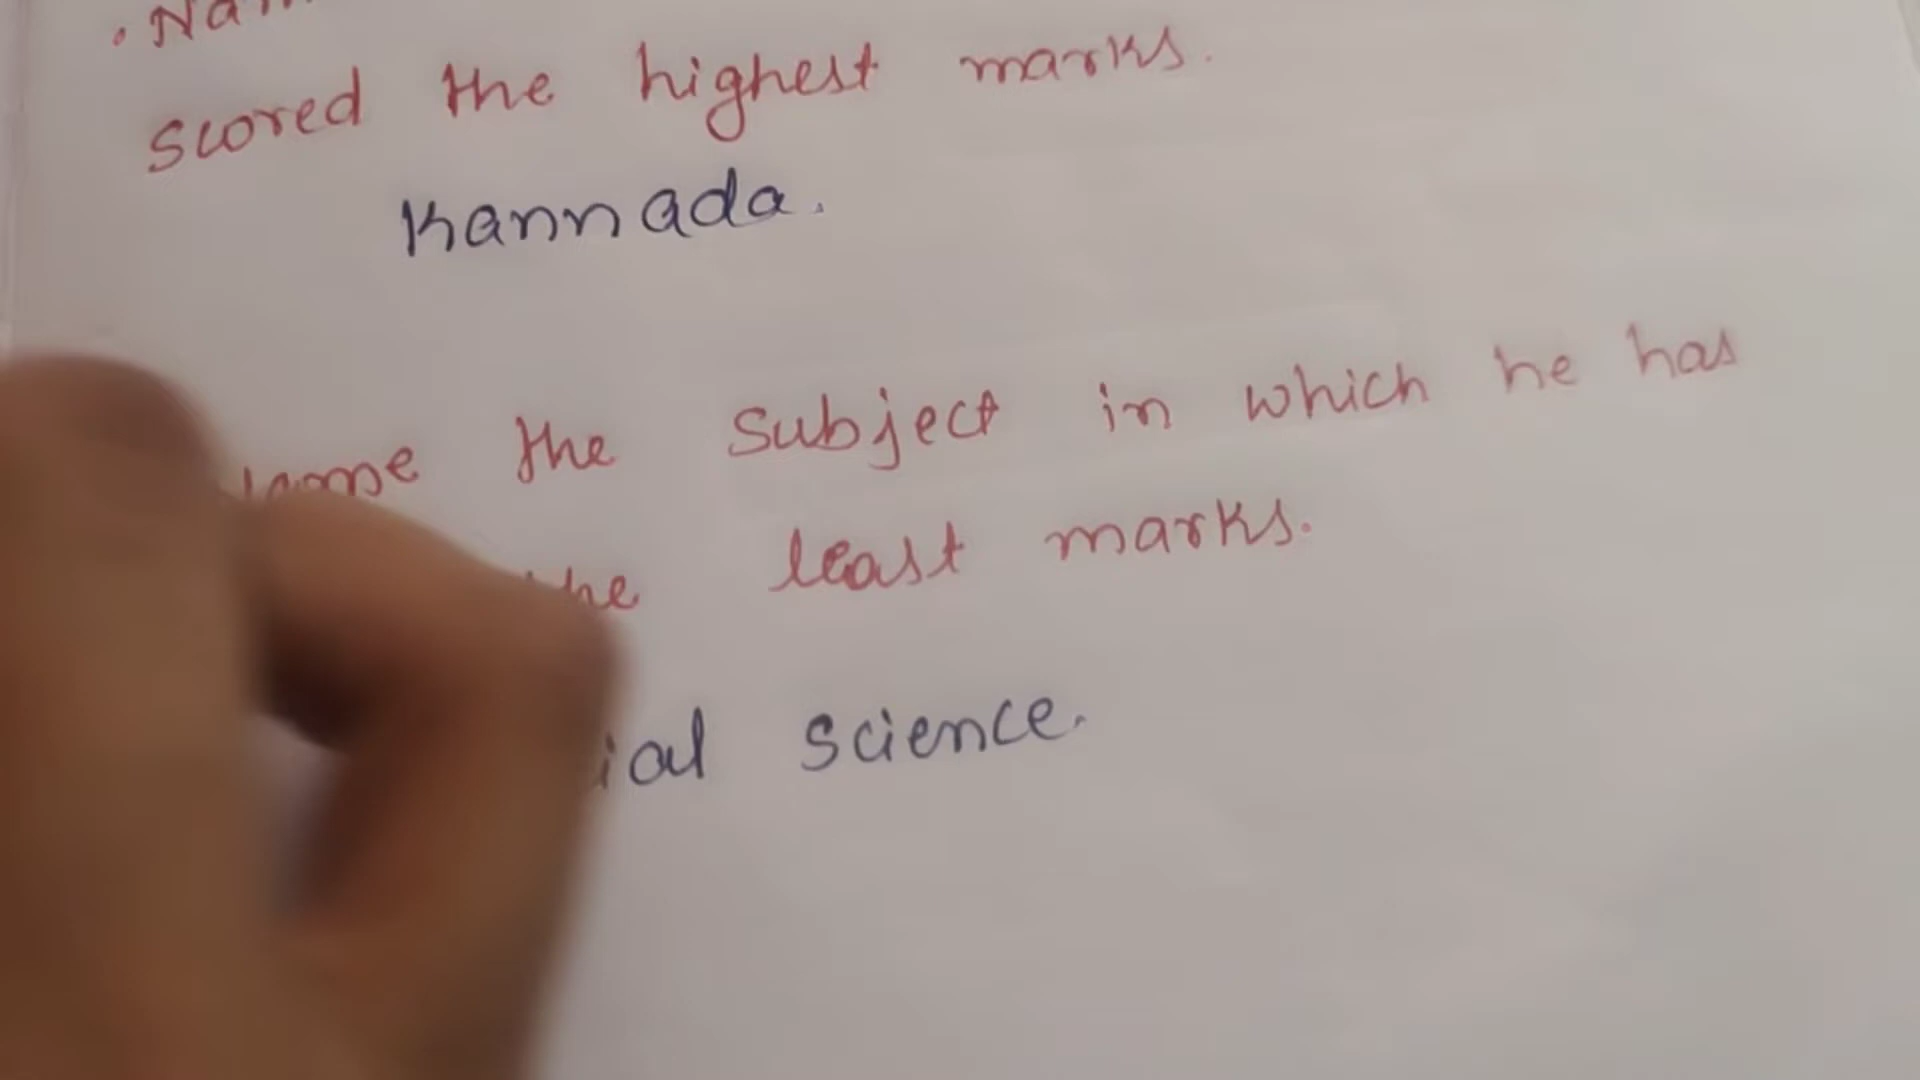 scored the highest marks.
Kannada.
the subject in which he has
least marks.
science.